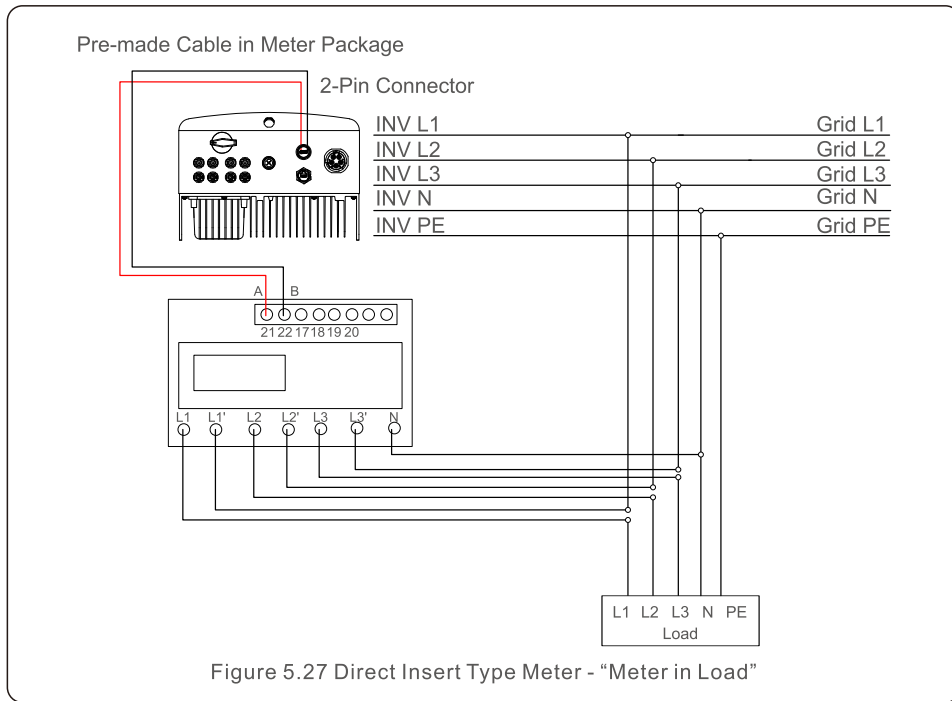 Pre-made Cable in Meter Package
2-Pin Connector
INV L1 Grid L1
INV L2 Grid L2
INV L3 Grid L3
INV N Grid N
INV PE Grid PE
A B
21 22 17 18 19 20
L1 L1' L2 L2' L3 L3' N
L1 L2 L3 N PE
Load
Figure 5.27 Direct Insert Type Meter - “Meter in Load”